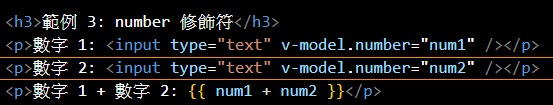 <h3>範例 3: number 修飾符</h3>
<p>數字 1: <input type="text" v-model.number="num1" /></p>
<p>數字 2: <input type="text" v-model.number="num2" /></p>
<p>數字 1 + 數字 2: {{ num1 + num2 }}</p>